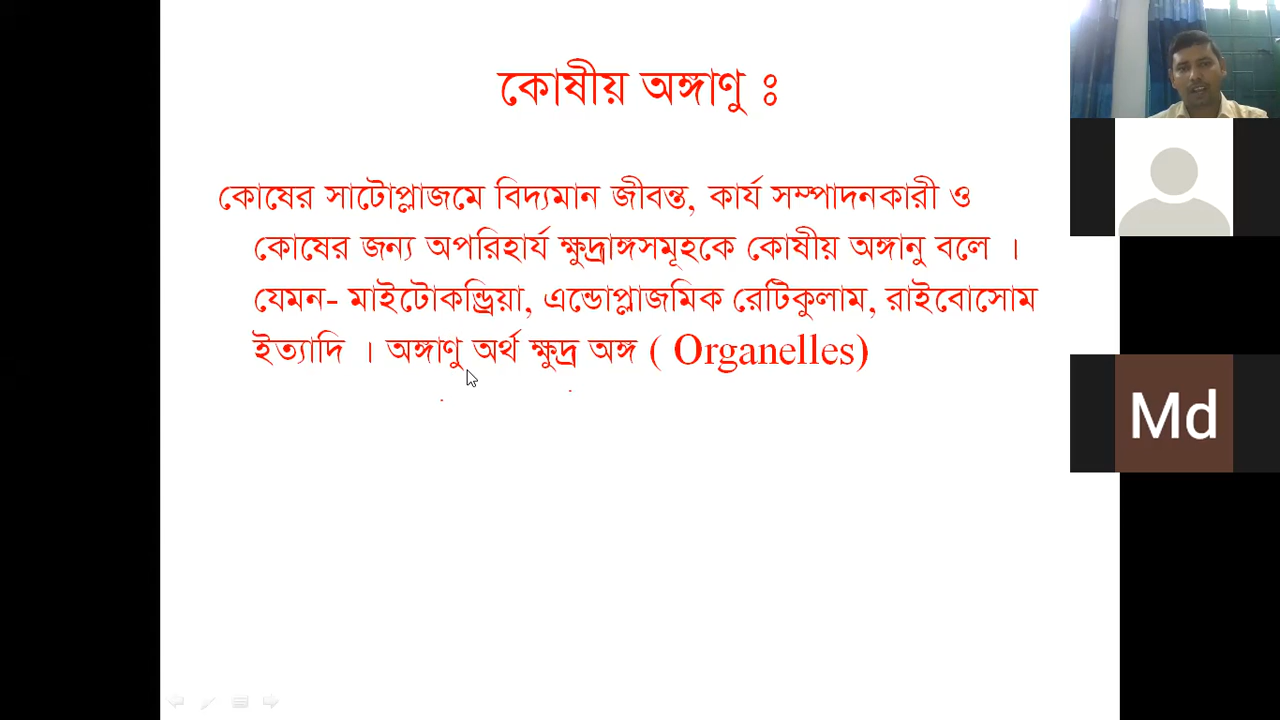 কোষীয় অঙ্গাণু ঃ
কোষের সাটোপ্লাজমে বিদ্যমান জীবন্ত, কার্য সম্পাদনকারী ও
কোষের জন্য অপরিহার্য ক্ষুদ্রাঙ্গসমূহকে কোষীয় অঙ্গানু বলে ।
যেমন- মাইটোকন্ড্রিয়া, এন্ডোপ্লাজমিক রেটিকুলাম, রাইবোসোম
ইত্যাদি । অঙ্গাণু অর্থ ক্ষুদ্র অঙ্গ ( Organelles)
Md